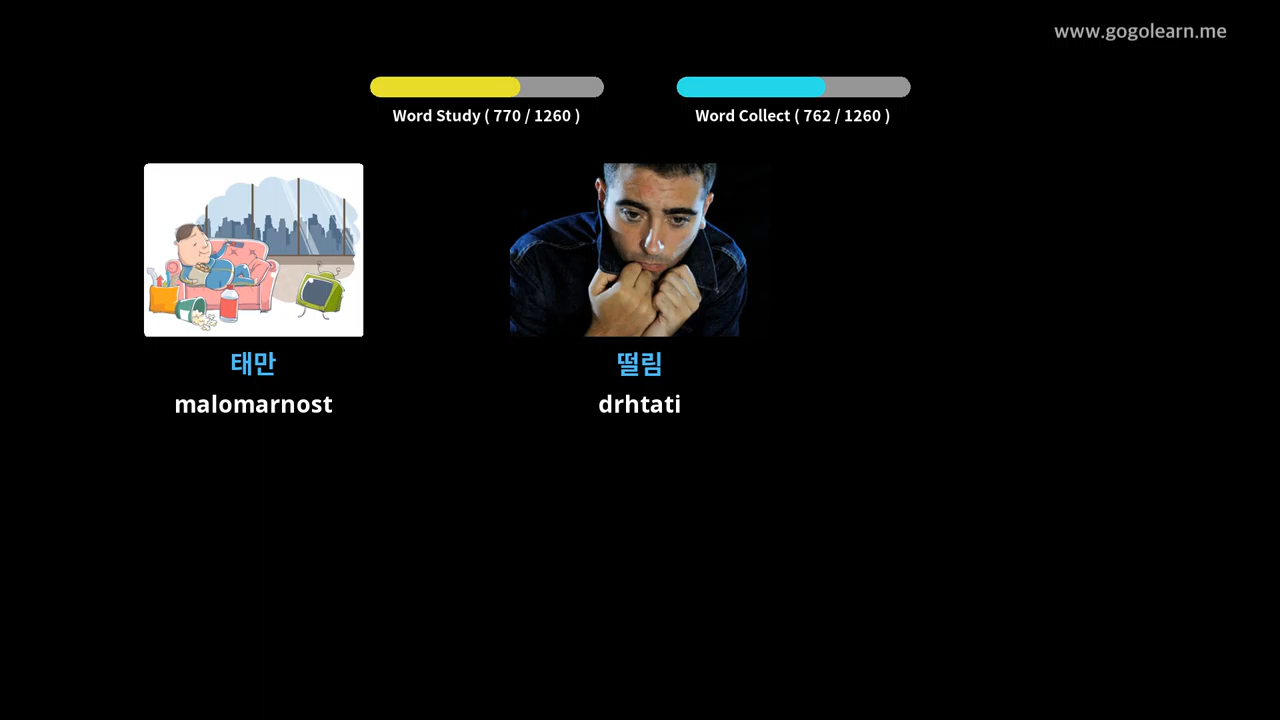 www.gogolearn.me
Word Study ( 770 / 1260 )
Word Collect ( 762 / 1260 )
태만
malomarnost
떨림
drhtati